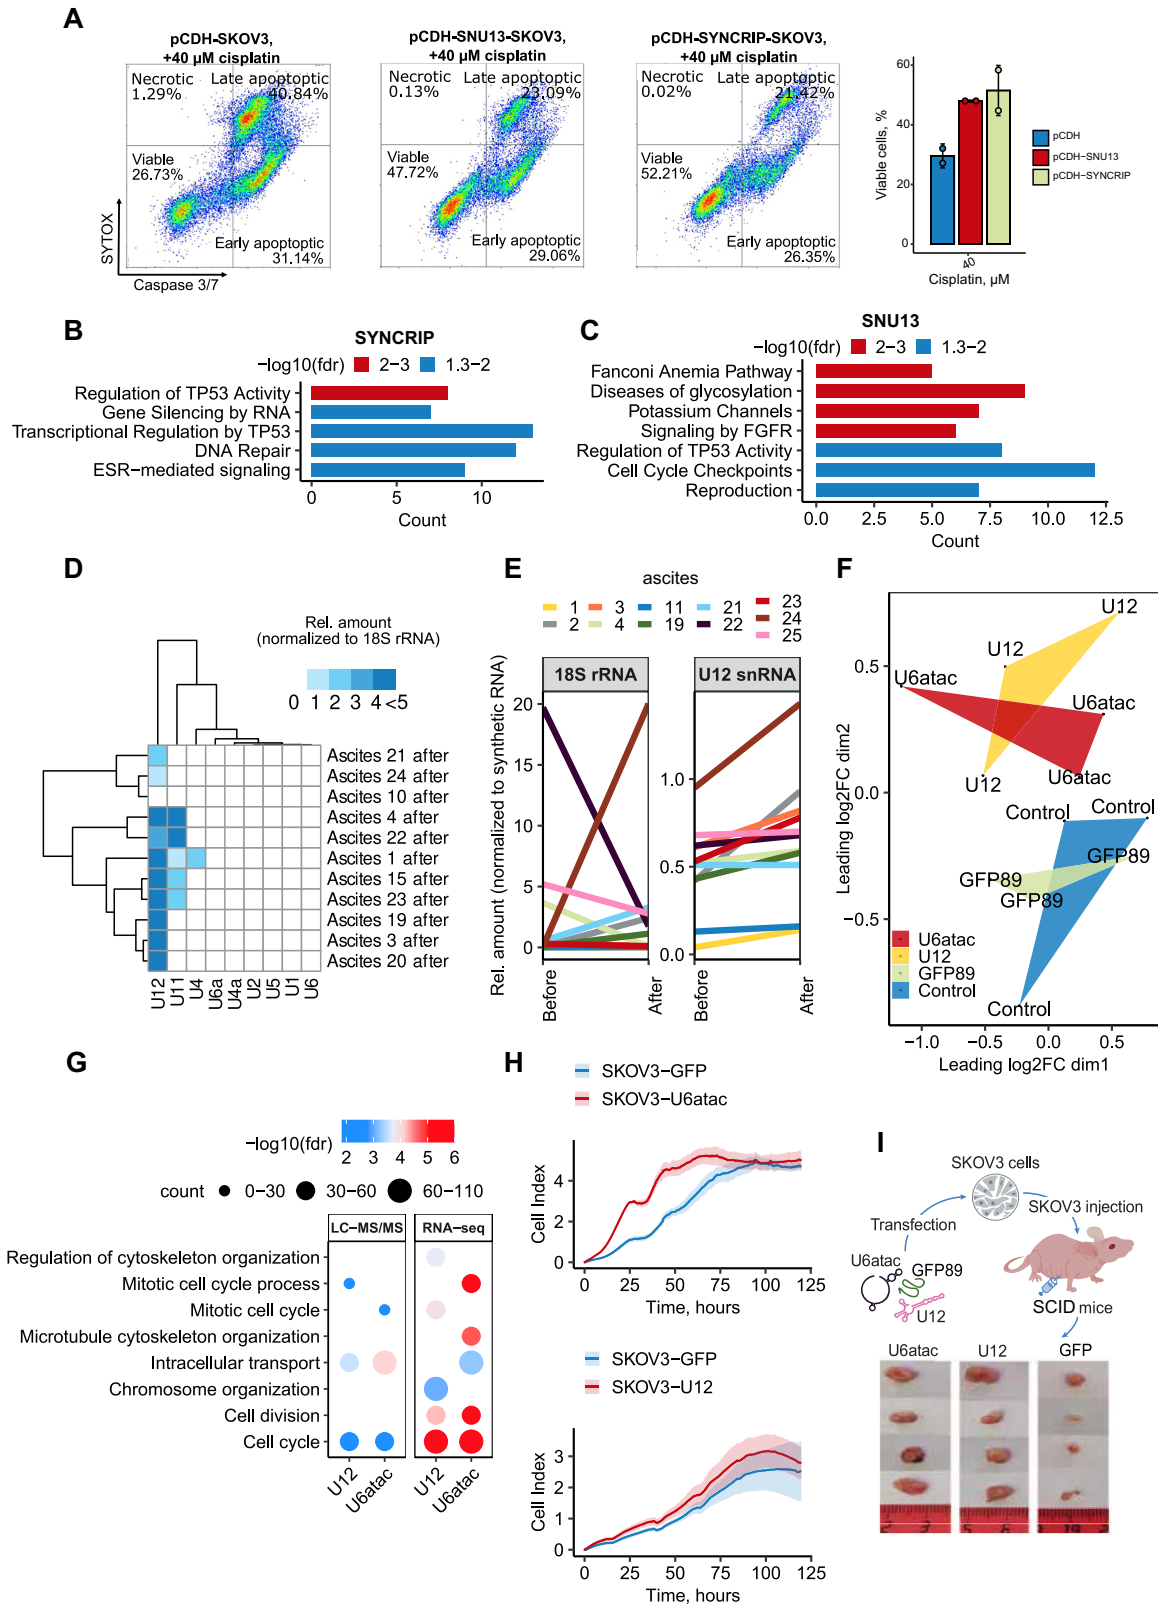 A
pCDH-SKOV3,
+40 µM cisplatin
pCDH-SNU13-SKOV3,
+40 µM cisplatin
pCDH-SYNCRIP-SKOV3,
+40 µM cisplatin
Necrotic
1.29%
Late apoptoptic
40.84%
Viable
26.73%
Early apoptoptic
31.14%
SYTOX
Caspase 3/7
Necrotic
0.13%
Late apoptoptic
23.09%
Viable
47.72%
Early apoptoptic
29.06%
Necrotic
0.02%
Late apoptoptic
21.42%
Viable
52.21%
Early apoptoptic
26.35%
Viable cells, %
60
40
20
0
40
Cisplatin, µM
pCDH
pCDH−SNU13
pCDH−SYNCRIP
B
SYNCRIP
−log10(fdr) 2−3 1.3−2
Regulation of TP53 Activity
Gene Silencing by RNA
Transcriptional Regulation by TP53
DNA Repair
ESR−mediated signaling
0 5 10
Count
C
SNU13
−log10(fdr) 2−3 1.3−2
Fanconi Anemia Pathway
Diseases of glycosylation
Potassium Channels
Signaling by FGFR
Regulation of TP53 Activity
Cell Cycle Checkpoints
Reproduction
0.0 2.5 5.0 7.5 10.0 12.5
Count
D
Rel. amount
(normalized to 18S rRNA)
0 1 2 3 4 <5
Ascites 21 after
Ascites 24 after
Ascites 10 after
Ascites 4 after
Ascites 22 after
Ascites 1 after
Ascites 15 after
Ascites 23 after
Ascites 19 after
Ascites 3 after
Ascites 20 after
U12 U11 U4 U6a U4a U2 U5 U1 U6
E
ascites
1 3 11 21 23
2 4 19 22 24
25
18S rRNA
U12 snRNA
Rel. amount (normalized to synthetic RNA)
20
15
10
5
0
1.0
0.5
0.0
Before After Before After
F
U12
U12
U6atac
U6atac
U12
U6atac
Control
Control
GFP89
GFP89
GFP89
Control
U6atac
U12
GFP89
Control
Leading log2FC dim2
0.5
0.0
−0.5
−1.0 −0.5 0.0 0.5
Leading log2FC dim1
G
−log10(fdr)
2 3 4 5 6
count 0−30 30−60 60−110
LC−MS/MS RNA−seq
Regulation of cytoskeleton organization
Mitotic cell cycle process
Mitotic cell cycle
Microtubule cytoskeleton organization
Intracellular transport
Chromosome organization
Cell division
Cell cycle
U12 U6atac U12 U6atac
H
SKOV3−GFP
SKOV3−U6atac
Cell Index
4
2
0
0 25 50 75 100 125
Time, hours
SKOV3−GFP
SKOV3−U12
Cell Index
3
2
1
0
0 25 50 75 100 125
Time, hours
I
SKOV3 cells
Transfection
SKOV3 injection
U6atac
GFP89
U12
SCID mice
U6atac U12 GFP